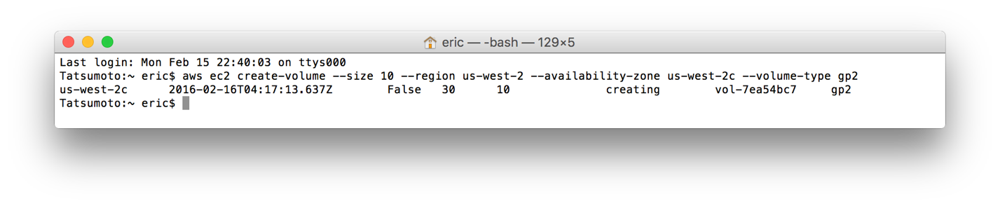 eric — -bash — 129×5
Last login: Mon Feb 15 22:40:03 on ttys000
Tatsumoto:~ eric$ aws ec2 create-volume --size 10 --region us-west-2 --availability-zone us-west-2c --volume-type gp2
us-west-2c      2016-02-16T04:17:13.637Z        False   30      10              creating        vol-7ea54bc7     gp2
Tatsumoto:~ eric$